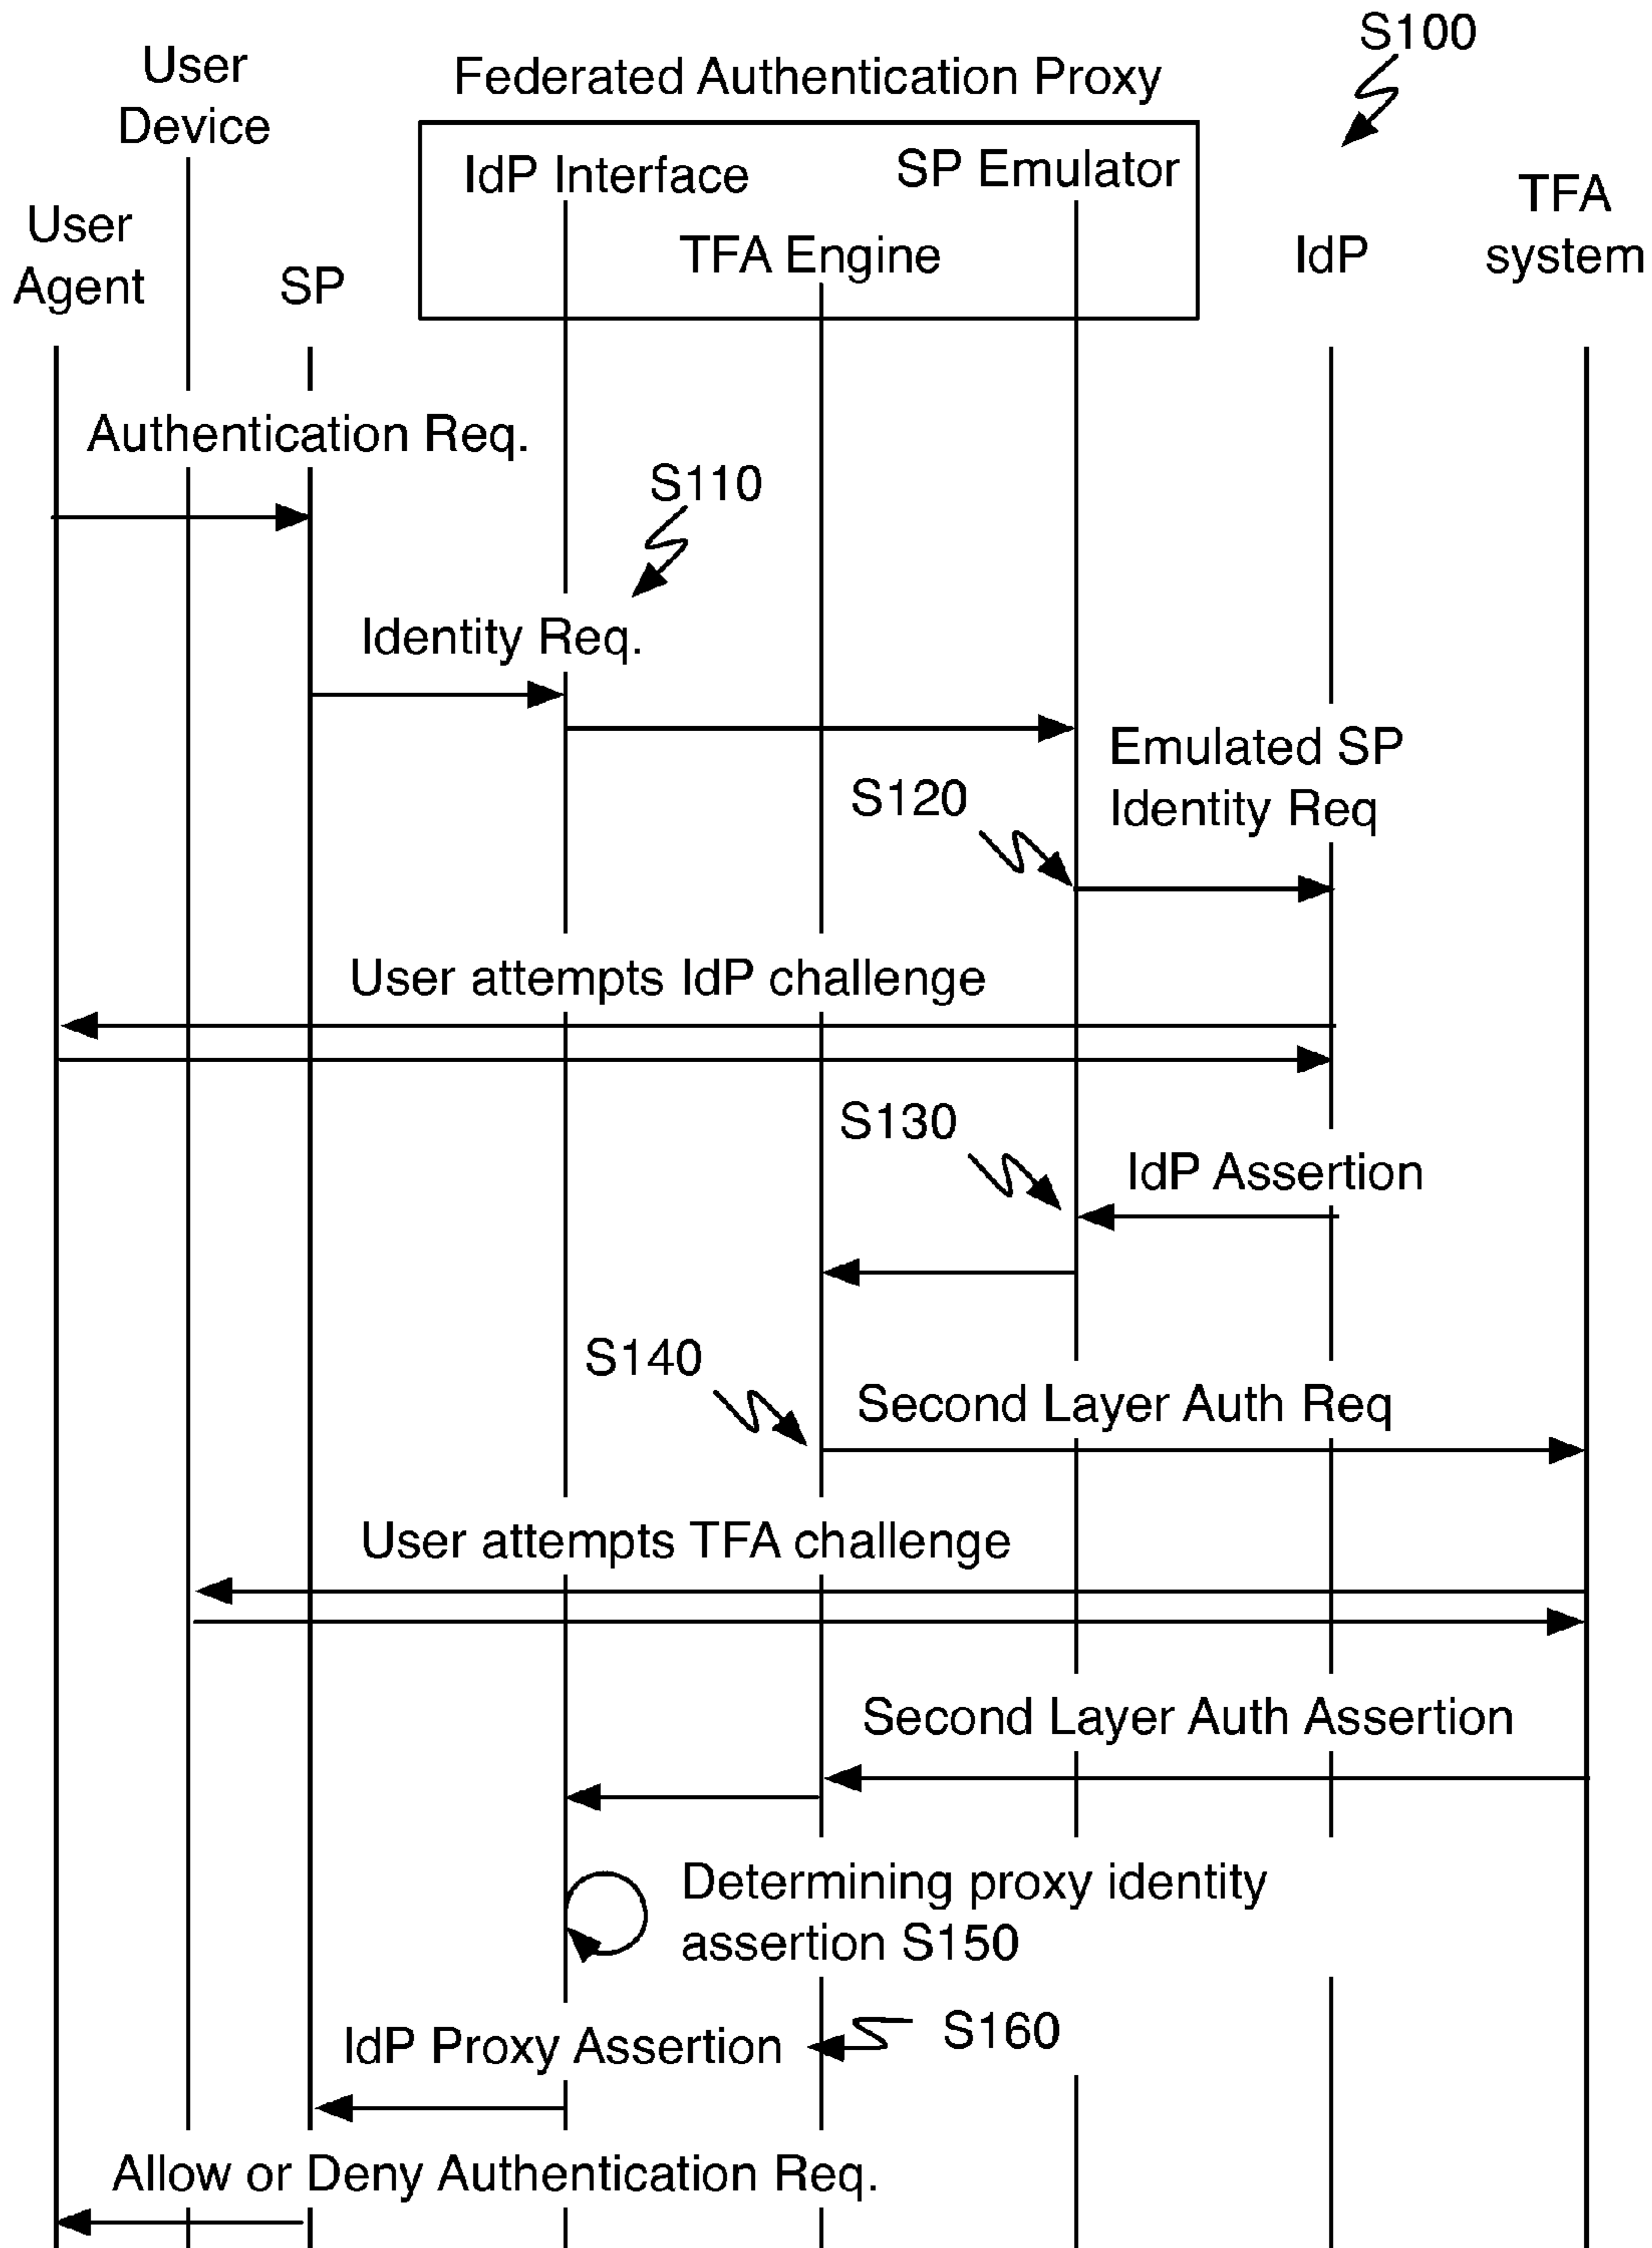 S100
User
Device
Federated Authentication Proxy
IdP Interface
SP Emulator
TFA
system
User
Agent
SP
TFA Engine
IdP
Authentication Req.
S110
Identity Req.
Emulated SP
Identity Req
S120
User attempts IdP challenge
S130
IdP Assertion
S140
Second Layer Auth Req
User attempts TFA challenge
Second Layer Auth Assertion
Determining proxy identity
assertion S150
IdP Proxy Assertion
S160
Allow or Deny Authentication Req.